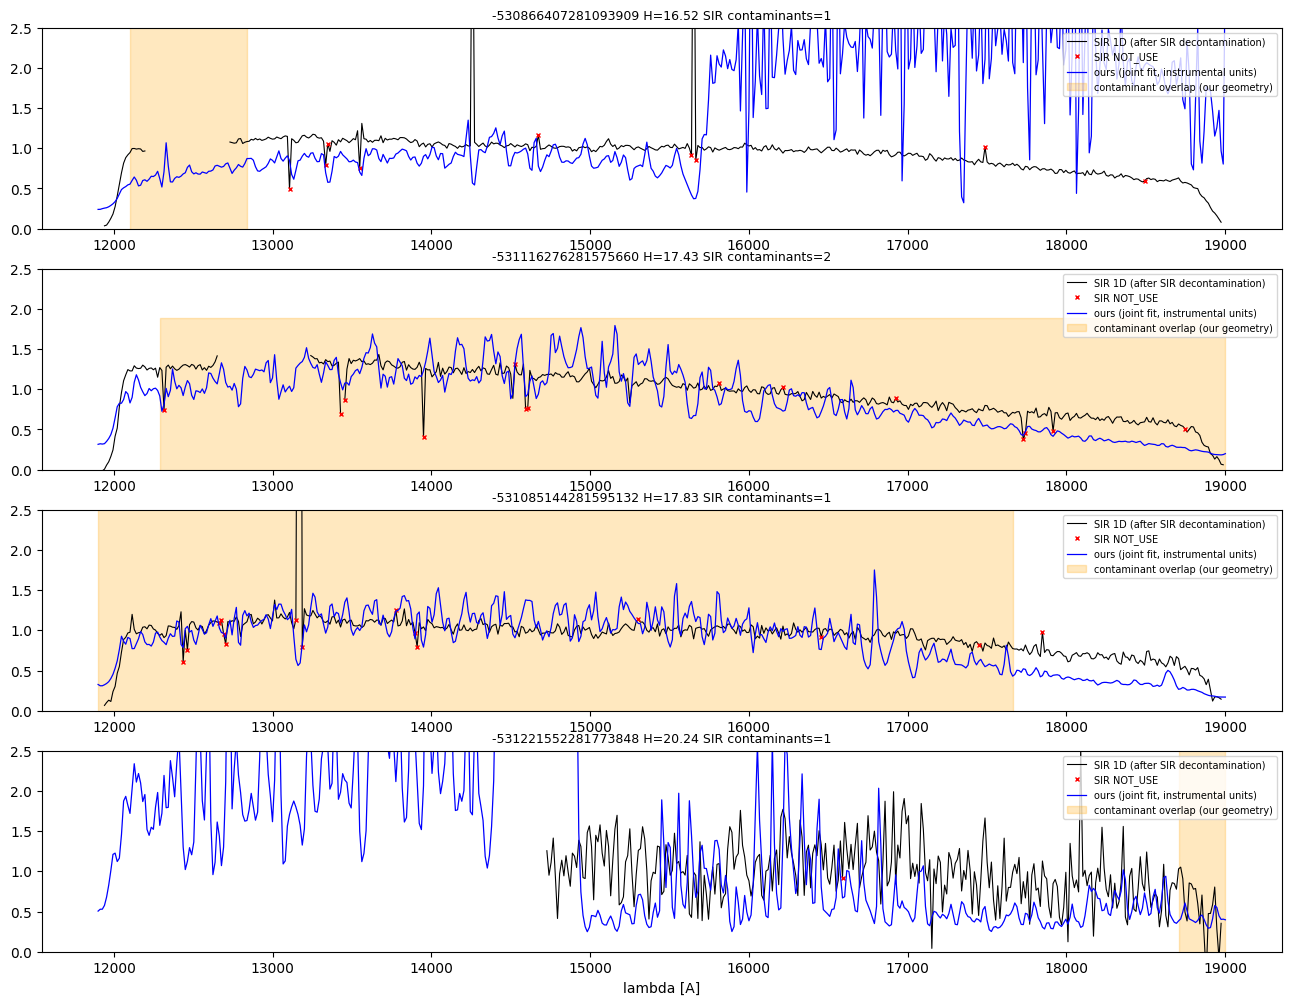 -530866407281093909 H=16.52 SIR contaminants=1
2.5
2.0
1.5
1.0
0.5
0.0
SIR 1D (after SIR decontamination)
SIR NOT_USE
ours (joint fit, instrumental units)
contaminant overlap (our geometry)
12000 13000 14000 15000 16000 17000 18000 19000
-531116276281575660 H=17.43 SIR contaminants=2
2.5
2.0
1.5
1.0
0.5
0.0
SIR 1D (after SIR decontamination)
SIR NOT_USE
ours (joint fit, instrumental units)
contaminant overlap (our geometry)
12000 13000 14000 15000 16000 17000 18000 19000
-531085144281595132 H=17.83 SIR contaminants=1
2.5
2.0
1.5
1.0
0.5
0.0
SIR 1D (after SIR decontamination)
SIR NOT_USE
ours (joint fit, instrumental units)
contaminant overlap (our geometry)
12000 13000 14000 15000 16000 17000 18000 19000
-531221552281773848 H=20.24 SIR contaminants=1
2.5
2.0
1.5
1.0
0.5
0.0
SIR 1D (after SIR decontamination)
SIR NOT_USE
ours (joint fit, instrumental units)
contaminant overlap (our geometry)
12000 13000 14000 15000 16000 17000 18000 19000
lambda [A]